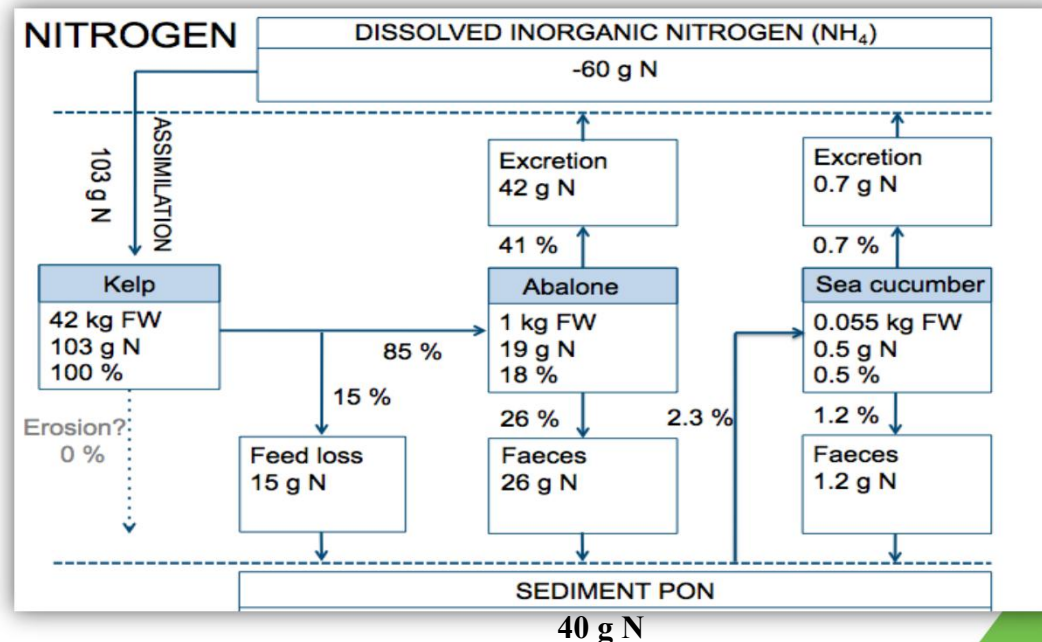 NITROGEN
DISSOLVED INORGANIC NITROGEN (NH₄)
-60 g N
103 g N
ASSIMILATION
Excretion
42 g N
Excretion
0.7 g N
41 %
0.7 %
Kelp
42 kg FW
103 g N
100 %
Abalone
1 kg FW
19 g N
18 %
Sea cucumber
0.055 kg FW
0.5 g N
0.5 %
85 %
15 %
26 %
2.3 %
1.2 %
Erosion?
0 %
Feed loss
15 g N
Faeces
26 g N
Faeces
1.2 g N
SEDIMENT PON
40 g N